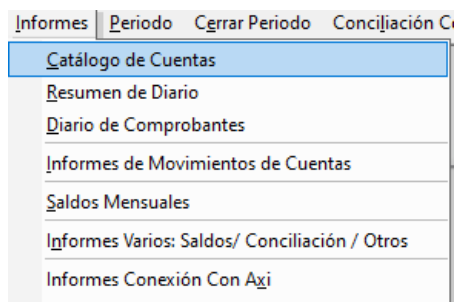 Informes Periodo Cerrar Periodo Conciliación C
Catálogo de Cuentas
Resumen de Diario
Diario de Comprobantes
Informes de Movimientos de Cuentas
Saldos Mensuales
Informes Varios: Saldos/ Conciliación / Otros
Informes Conexión Con Axi